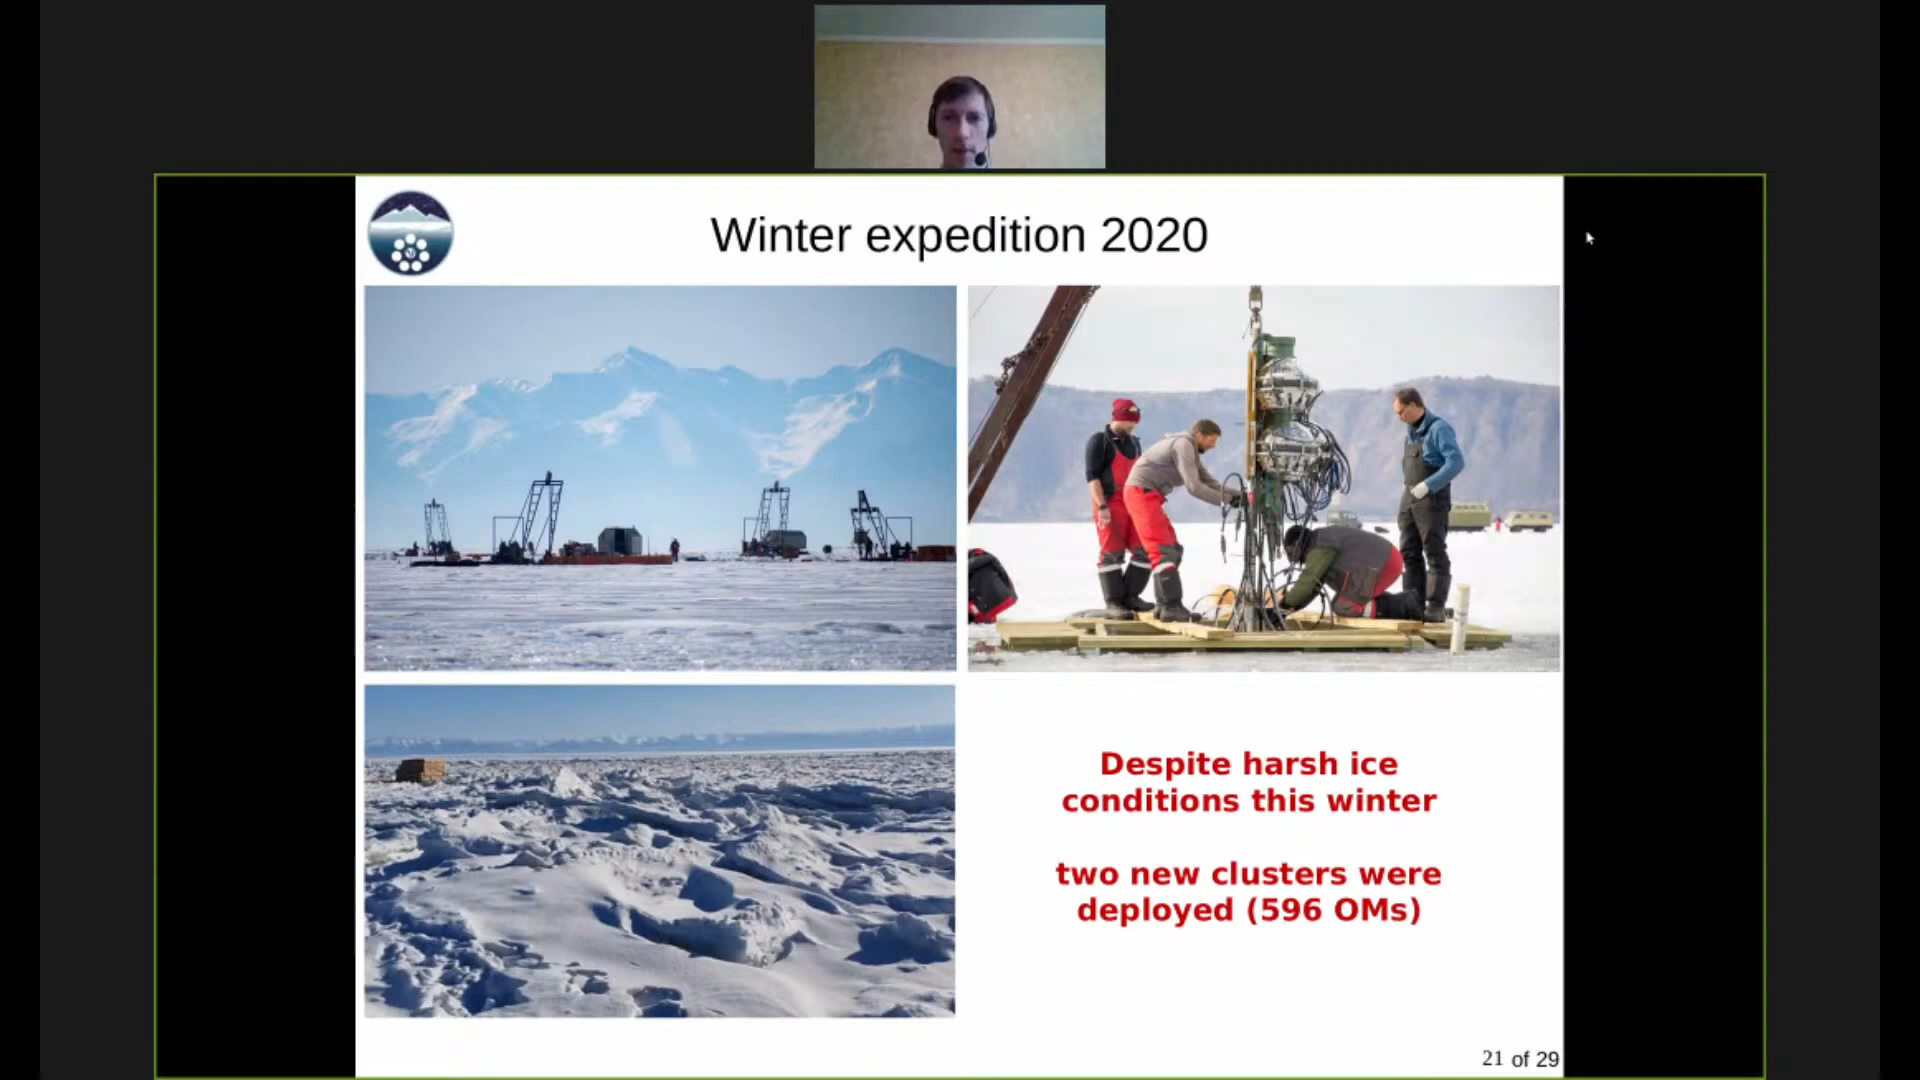 Winter expedition 2020
Despite harsh ice
conditions this winter
two new clusters were
deployed (596 OMs)
21 of 29